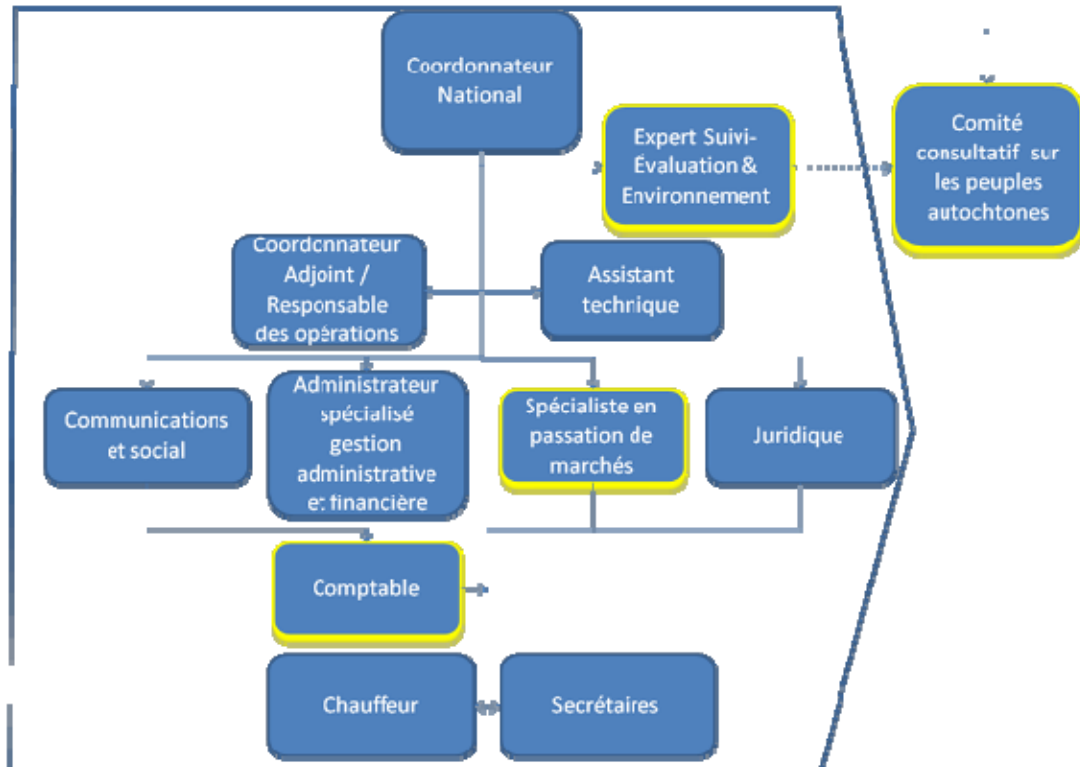 Coordonnateur
National
Expert Suivi-
Évaluation &
Environnement
Comité
consultatif sur
les peuples
autochtones
Coordonnateur
Adjoint /
Responsable
des opérations
Assistant
technique
Communications
et social
Administrateur
spécialisé
gestion
administrative
et financière
Spécialiste en
passation de
marchés
Juridique
Comptable
Chauffeur
Secrétaires